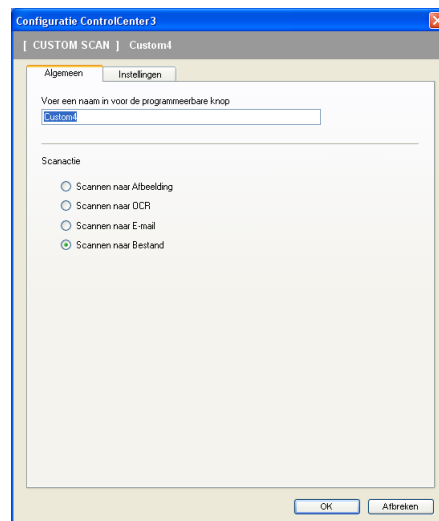 Configuratie ControlCenter3
[ CUSTOM SCAN ] Custom4
Algemeen Instellingen
Voer een naam in voor de programmeerbare knop
Custom4
Scanactie
Scannen naar Afbeelding
Scannen naar OCR
Scannen naar E-mail
Scannen naar Bestand
OK Afbreken